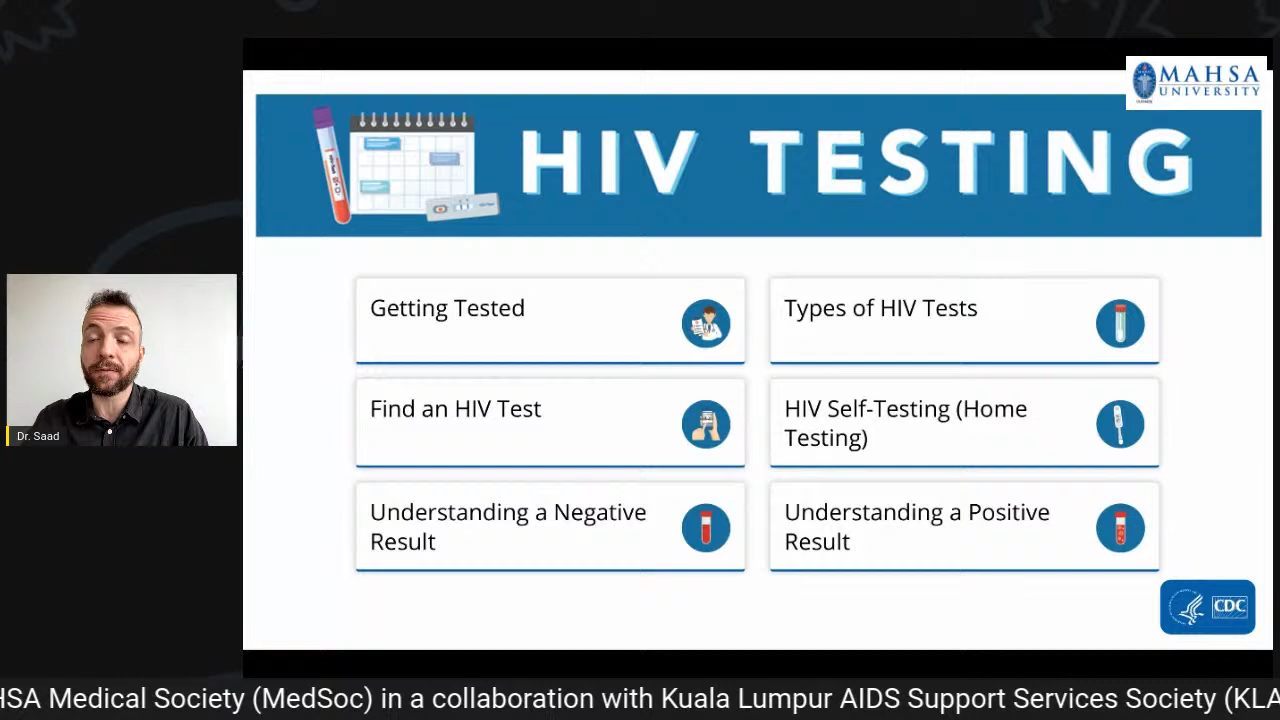 MAHSA
UNIVERSITY
HIV TESTING
Getting Tested
Types of HIV Tests
Find an HIV Test
HIV Self-Testing (Home
Testing)
Understanding a Negative
Result
Understanding a Positive
Result
Dr. Saad
CDC
HSA Medical Society (MedSoc) in a collaboration with Kuala Lumpur AIDS Support Services Society (KLA